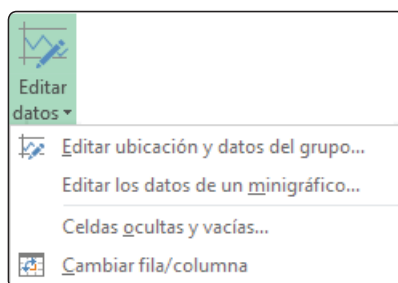 Editar
datos
Editar ubicación y datos del grupo...
Editar los datos de un minigráfico...
Celdas ocultas y vacías...
Cambiar fila/columna